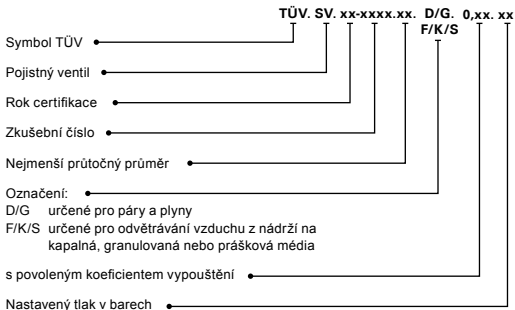 TÜV. SV. xx-xxxx.xx. D/G. 0,xx. xx
F/K/S
Symbol TÜV
Pojistný ventil
Rok certifikace
Zkušební číslo
Nejmenší průtočný průměr
Označení:
D/G určené pro páry a plyny
F/K/S určené pro odvětrávání vzduchu z nádrží na
kapalná, granulovaná nebo prášková média
s povoleným koeficientem vypouštění
Nastavený tlak v barech